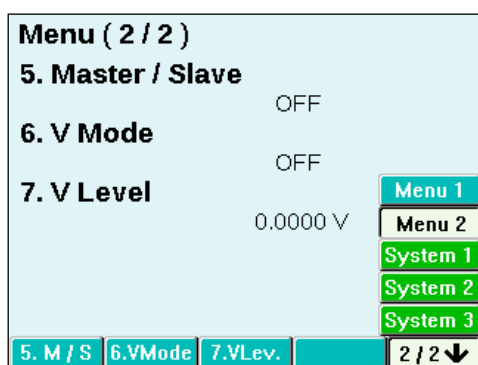 Menu ( 2 / 2 )
5. Master / Slave
OFF
6. V Mode
OFF
7. V Level
0.0000 V
Menu 1
Menu 2
System 1
System 2
System 3
5. M / S 6.VMode 7.VLev. 2 / 2